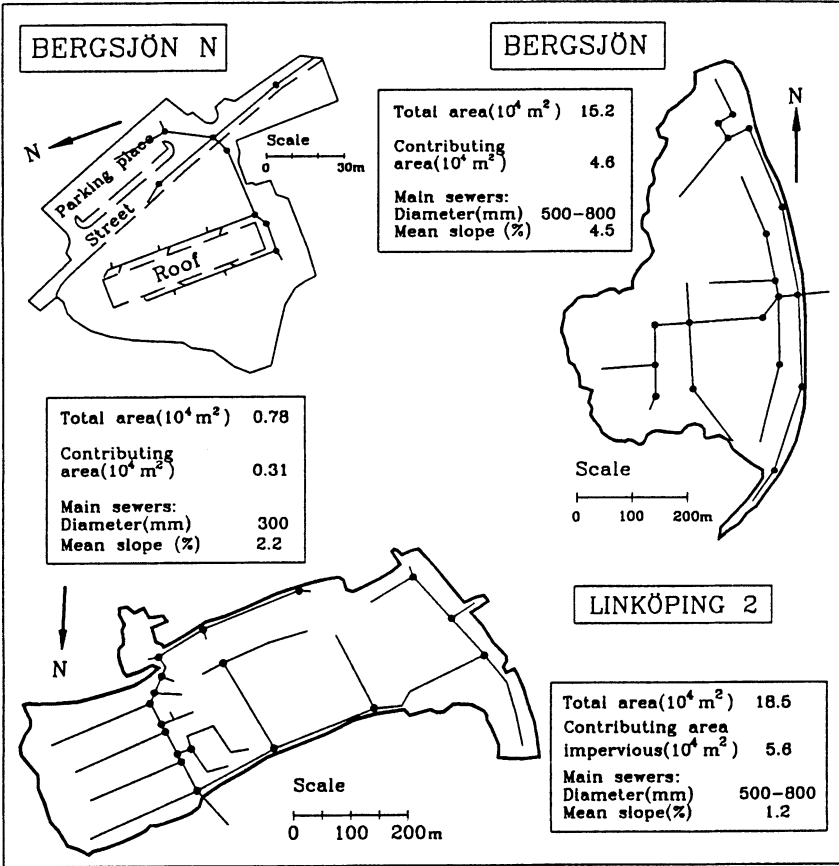 BERGSJÖN N
N
Parking place
Street
Roof
Scale
0 30m
BERGSJÖN
Total area(10⁴ m²) 15.2
Contributing
area(10⁴ m²) 4.6
Main sewers:
Diameter(mm) 500-800
Mean slope (%) 4.5
N
Scale
0 100 200m
Total area(10⁴ m²) 0.78
Contributing
area(10⁴ m²) 0.31
Main sewers:
Diameter(mm) 300
Mean slope (%) 2.2
N
Scale
0 100 200m
LINKÖPING 2
Total area(10⁴ m²) 18.5
Contributing area
impervious(10⁴ m²) 5.6
Main sewers:
Diameter(mm) 500-800
Mean slope(%) 1.2